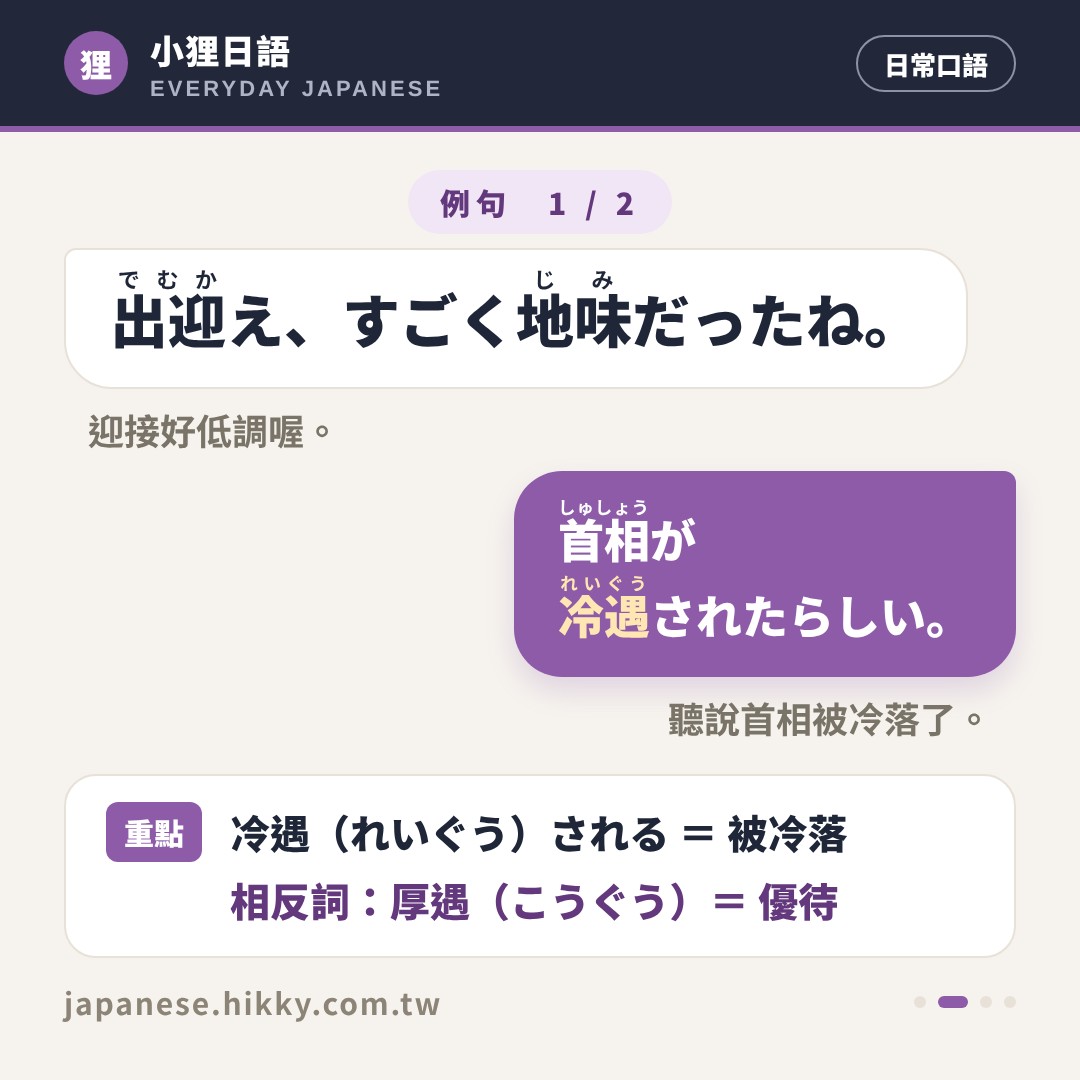 狸
小狸日語
EVERYDAY JAPANESE
日常口語
例句 1 / 2
でむか じみ
出迎え、すごく地味だったね。
迎接好低調喔。
しゅしょう
首相が
れいぐう
冷遇されたらしい。
聽說首相被冷落了。
重點
冷遇（れいぐう）される ＝ 被冷落
相反詞：厚遇（こうぐう）＝ 優待
japanese.hikky.com.tw